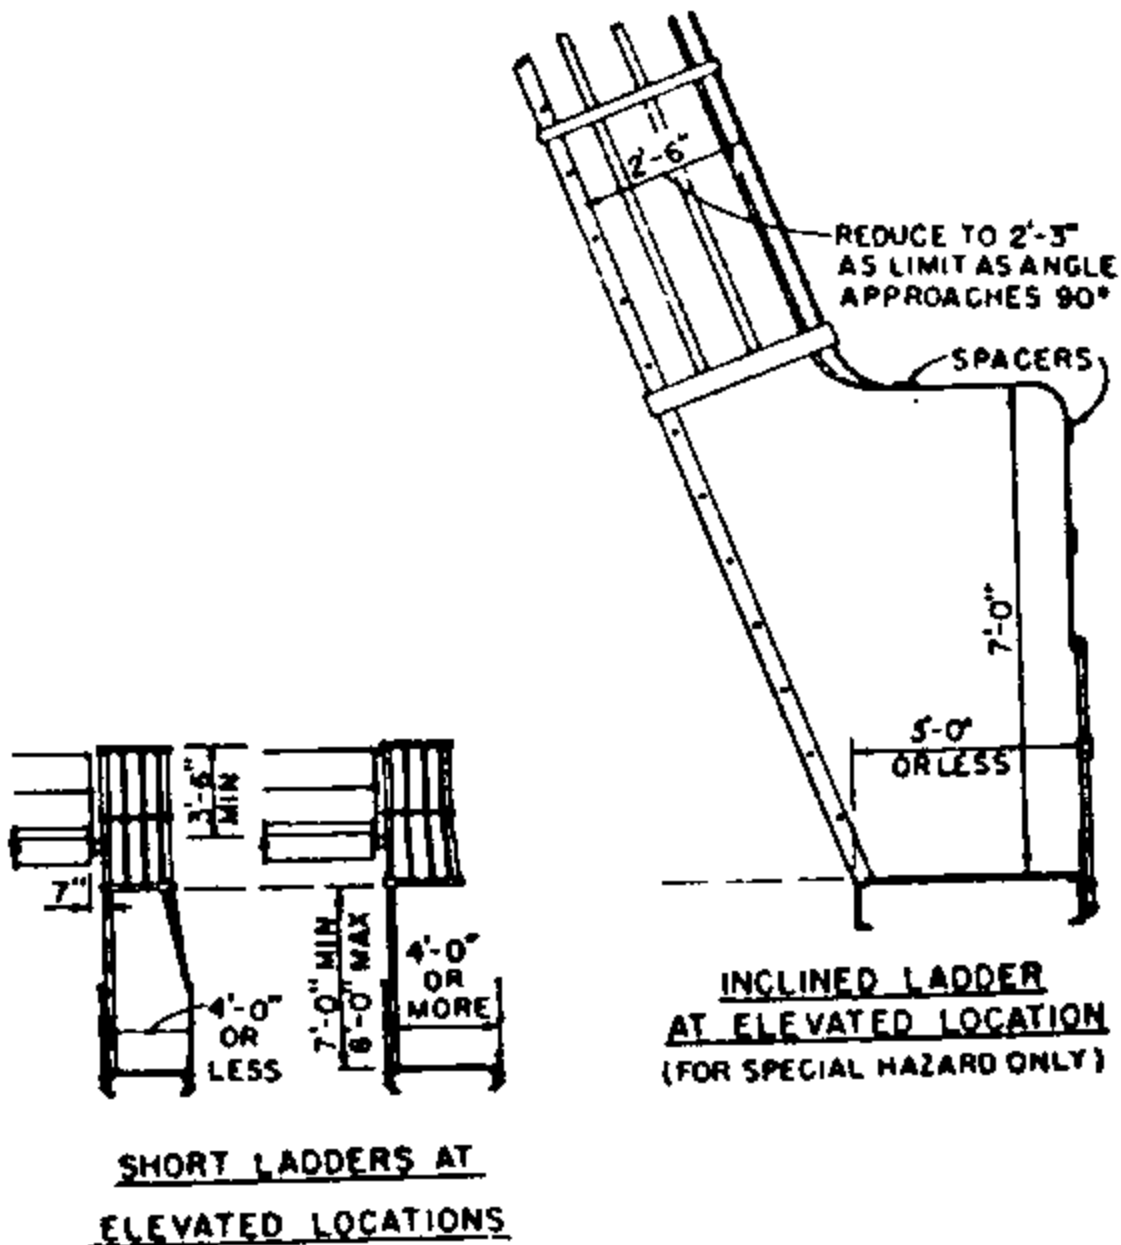 2'-6"
REDUCE TO 2'-3"
AS LIMIT AS ANGLE
APPROACHES 90°
SPACERS
7'-0"
5'-0"
OR LESS
INCLINED LADDER
AT ELEVATED LOCATION
(FOR SPECIAL HAZARD ONLY)
3'-6"
MIN
7"
4'-0"
OR
LESS
7'-0" MIN
8'-0" MAX
4'-0"
OR
MORE
SHORT LADDERS AT
ELEVATED LOCATIONS